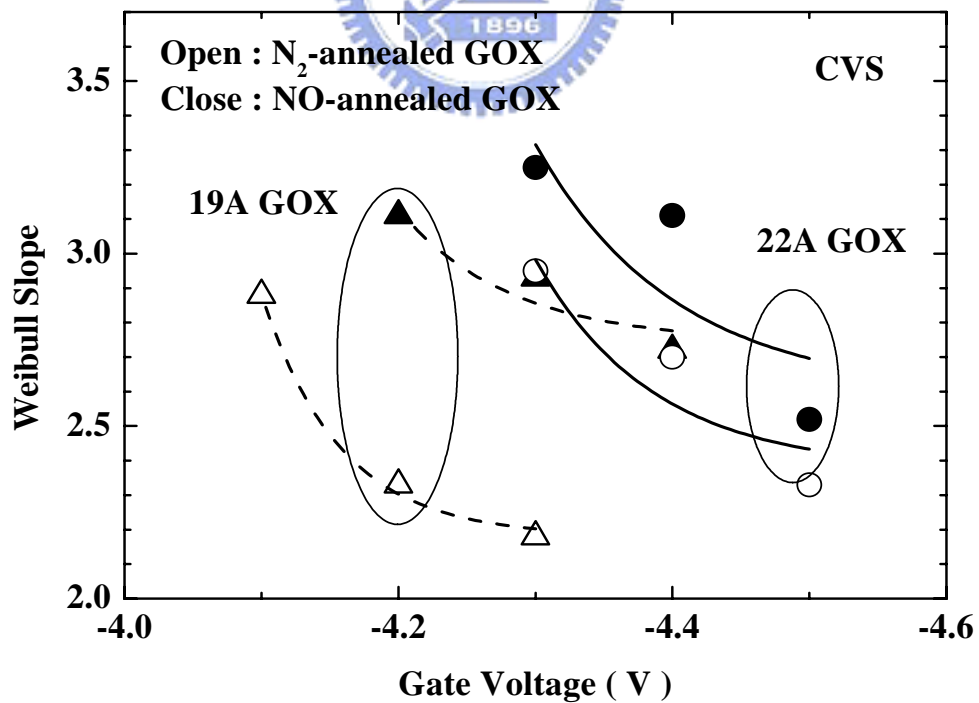 1896
Open : N2-annealed GOX
Close : NO-annealed GOX
CVS
19A GOX
22A GOX
Weibull Slope
3.5
3.0
2.5
2.0
-4.0
-4.2
-4.4
-4.6
Gate Voltage ( V )